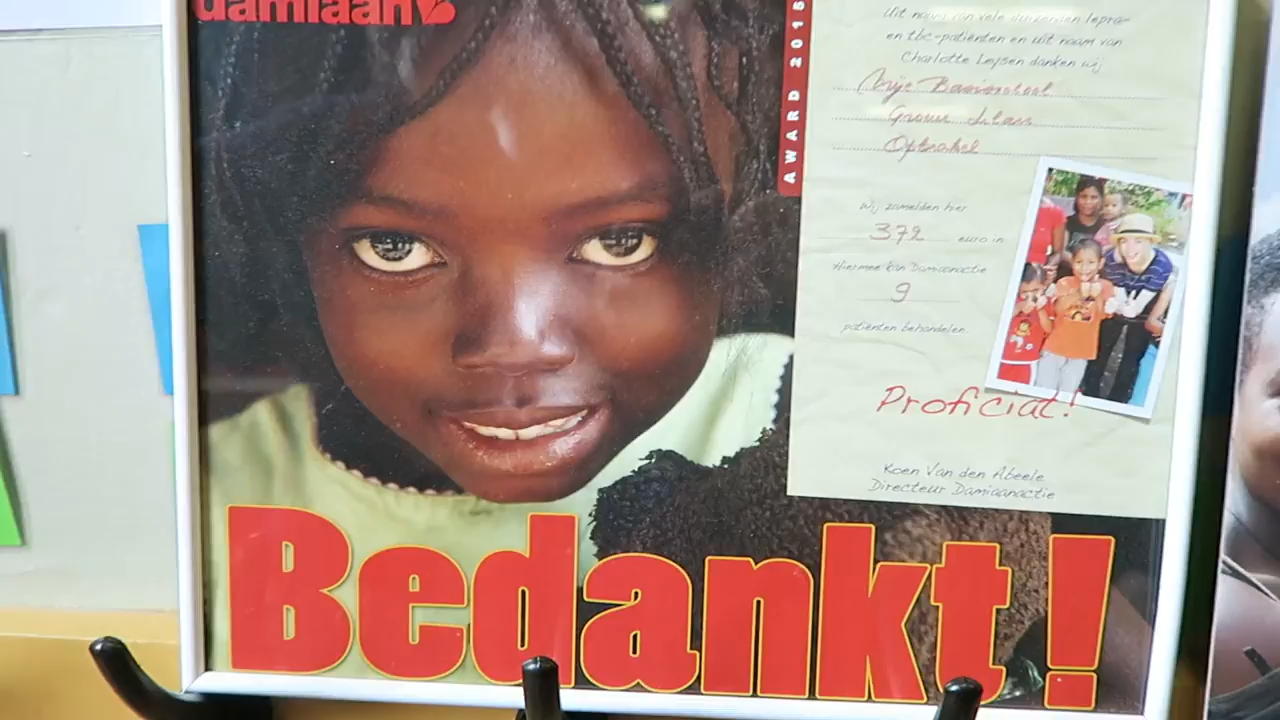 damiaan
AWARD 2015
Uit naam van vele duizenden lepra-
en tbc-patiënten en uit naam van
Charlotte Leysen danken wij
Vrije Basisschool
Opbrakel
Wij zamelden hier
372 euro in
Hiermee kan Damiaanactie
9
patiënten behandelen.
Proficiat!
Koen Van den Abeele
Directeur Damiaanactie
Bedankt!